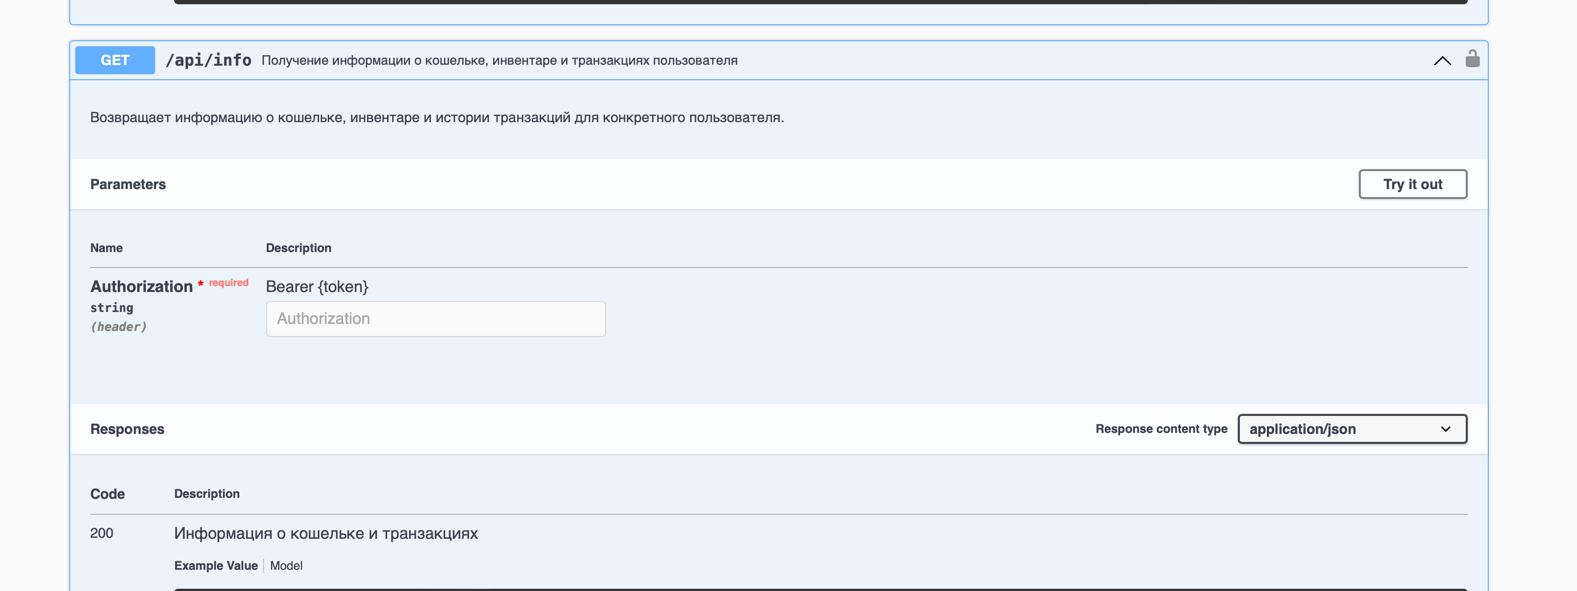 GET /api/info Получение информации о кошельке, инвентаре и транзакциях пользователя
Возвращает информацию о кошельке, инвентаре и истории транзакций для конкретного пользователя.
Parameters Try it out
Name Description
Authorization * required Bearer {token}
string Authorization
(header)
Responses Response content type application/json
Code Description
200 Информация о кошельке и транзакциях
Example Value Model